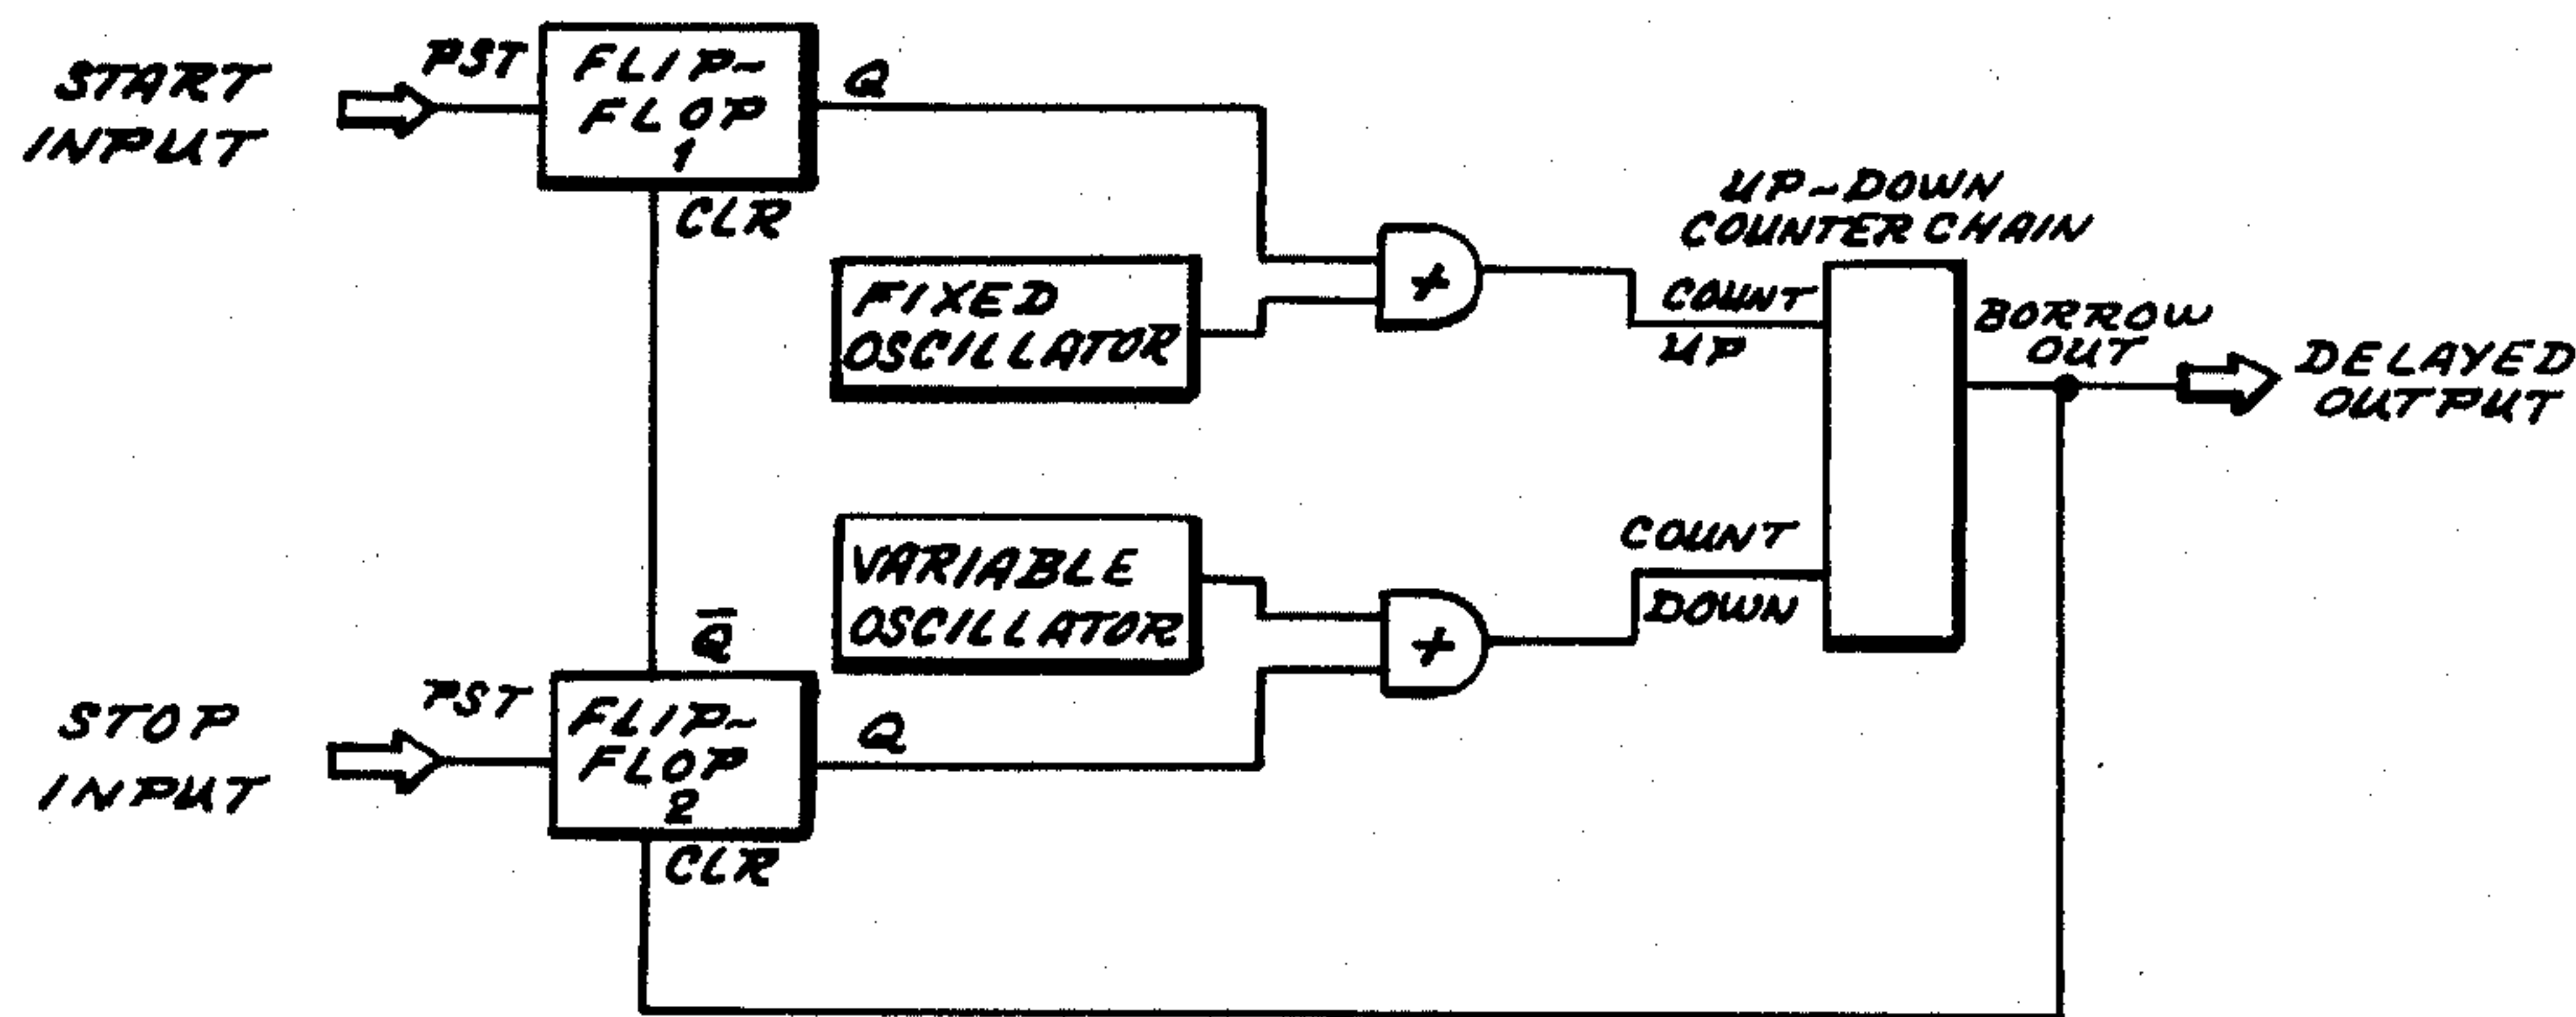 START
INPUT
PST
FLIP-
FLOP
1
Q
CLR
FIXED
OSCILLATOR
+
UP-DOWN
COUNTER CHAIN
COUNT
UP
BORROW
OUT
DELAYED
OUTPUT
VARIABLE
OSCILLATOR
+
COUNT
DOWN
Q̅
STOP
INPUT
PST
FLIP-
FLOP
2
Q
CLR